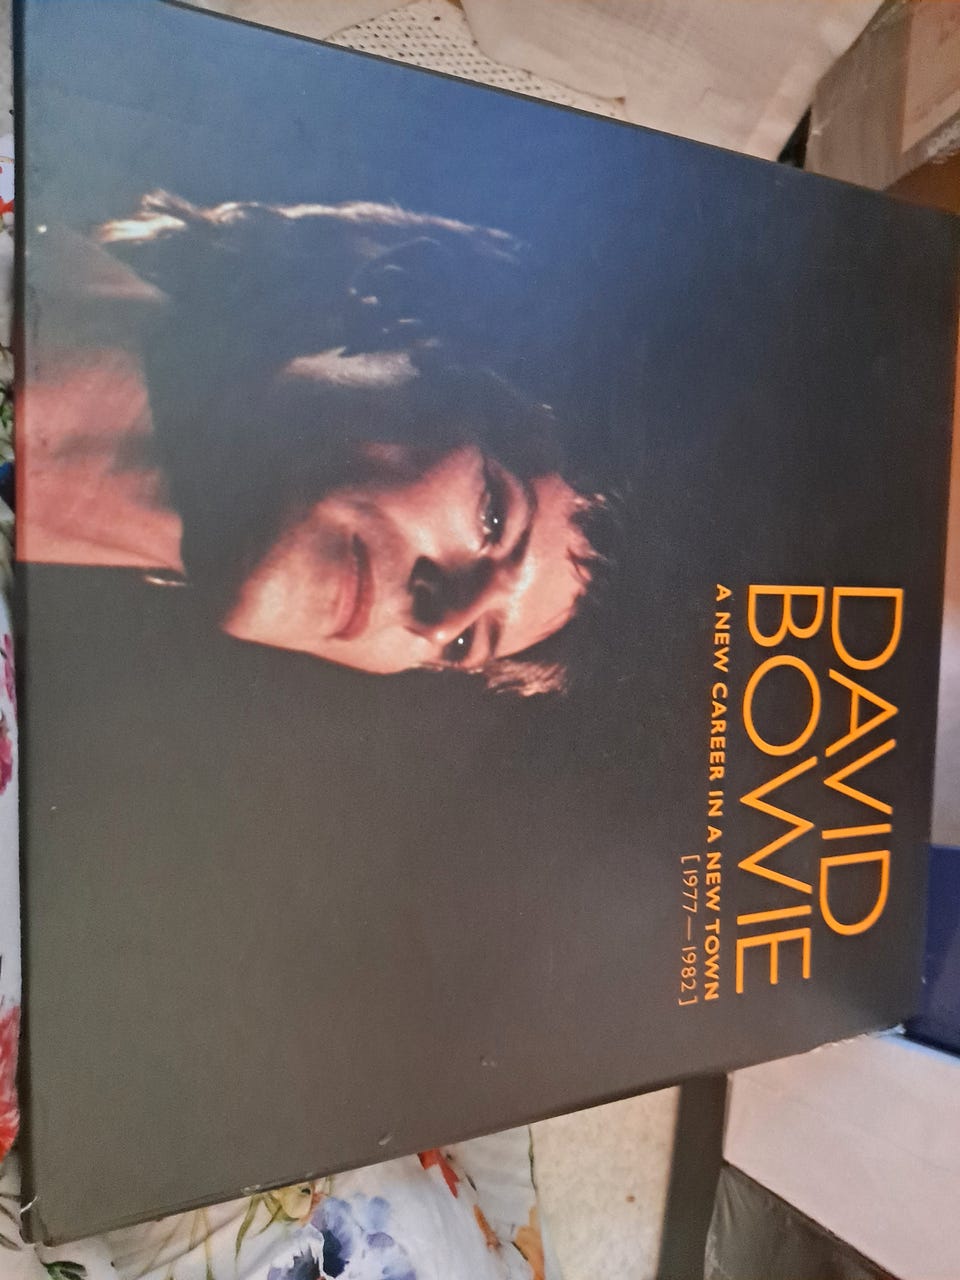 DAVID
BOWIE
A NEW CAREER IN A NEW TOWN
[1977—1982]